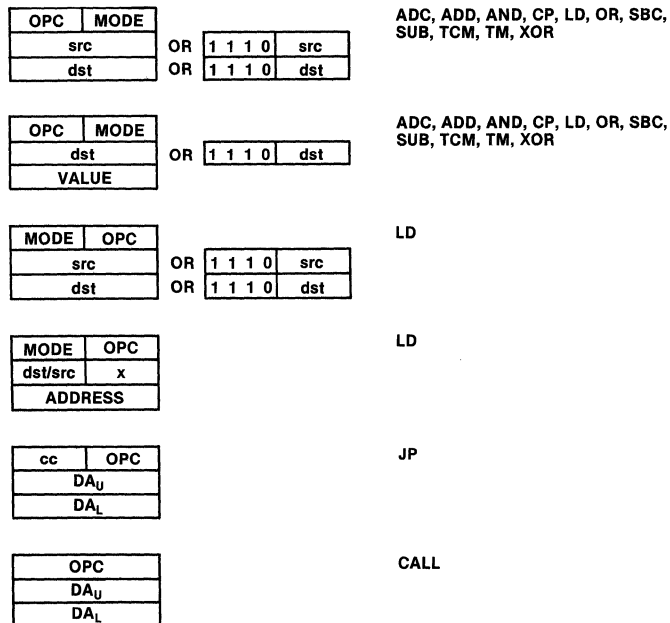 OPC MODE
src OR 1 1 1 0 src
dst OR 1 1 1 0 dst
ADC, ADD, AND, CP, LD, OR, SBC,
SUB, TCM, TM, XOR
OPC MODE
dst OR 1 1 1 0 dst
VALUE
ADC, ADD, AND, CP, LD, OR, SBC,
SUB, TCM, TM, XOR
MODE OPC
src OR 1 1 1 0 src
dst OR 1 1 1 0 dst
LD
MODE OPC
dst/src x
ADDRESS
LD
cc OPC
DAU
DAL
JP
OPC
DAU
DAL
CALL